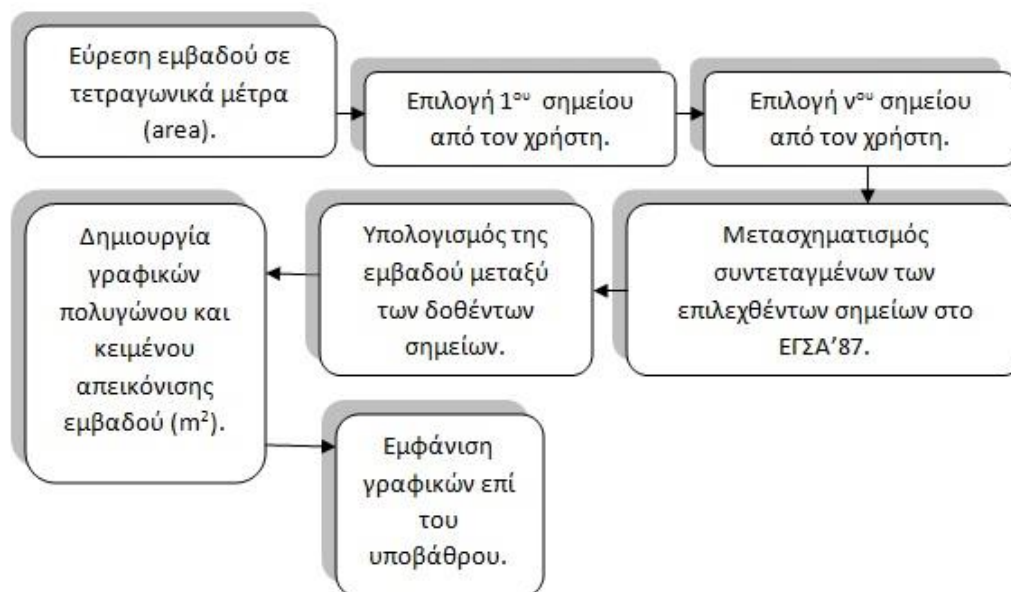 Εύρεση εμβαδού σε
τετραγωνικά μέτρα
(area).
Επιλογή 1ου σημείου
από τον χρήστη.
Επιλογή νου σημείου
από τον χρήστη.
Μετασχηματισμός
συντεταγμένων των
επιλεχθέντων σημείων στο
ΕΓΣΑ’87.
Υπολογισμός της
εμβαδού μεταξύ
των δοθέντων
σημείων.
Δημιουργία
γραφικών
πολυγώνου και
κειμένου
απεικόνισης
εμβαδού (m²).
Εμφάνιση
γραφικών επί
του
υποβάθρου.